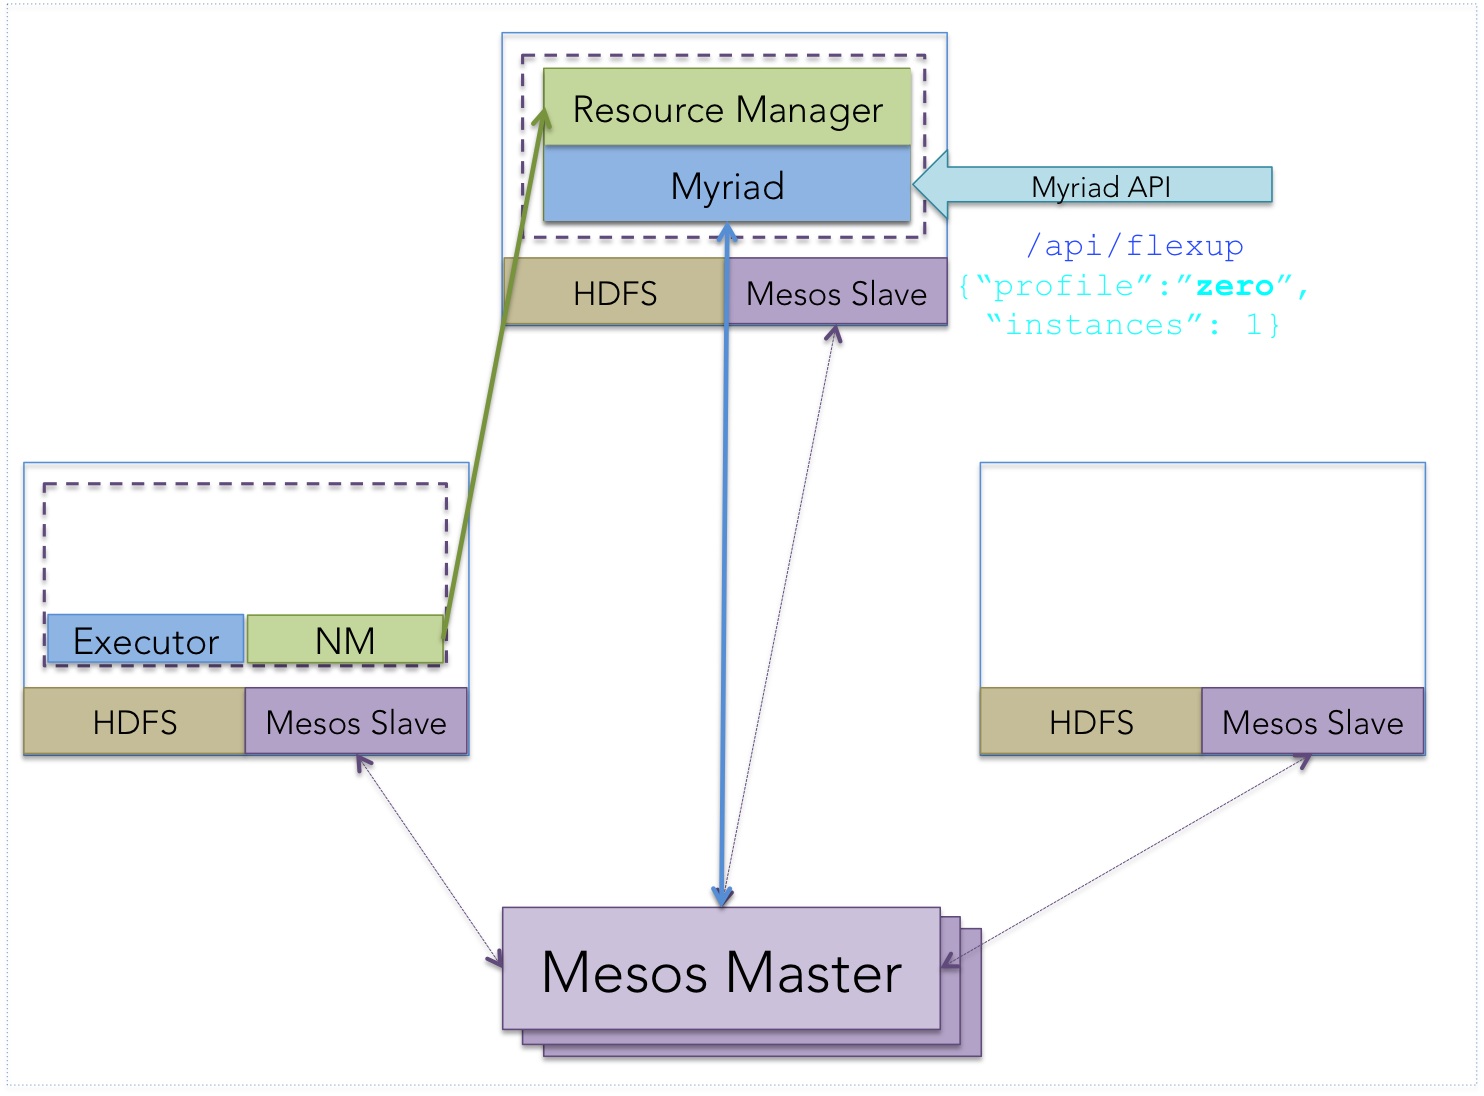 Resource Manager
Myriad
Myriad API
/api/flexup
{“profile”:”zero”,
“instances”: 1}
HDFS
Mesos Slave
Executor
NM
HDFS
Mesos Slave
HDFS
Mesos Slave
Mesos Master